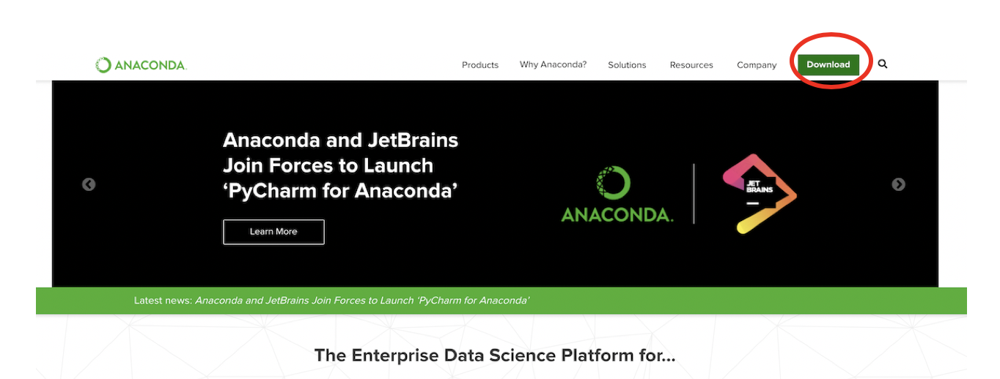 ANACONDA.
Products Why Anaconda? Solutions Resources Company Download
Anaconda and JetBrains
Join Forces to Launch
‘PyCharm for Anaconda’
Learn More
ANACONDA.
JET
BRAINS
Latest news: Anaconda and JetBrains Join Forces to Launch ‘PyCharm for Anaconda’
The Enterprise Data Science Platform for...